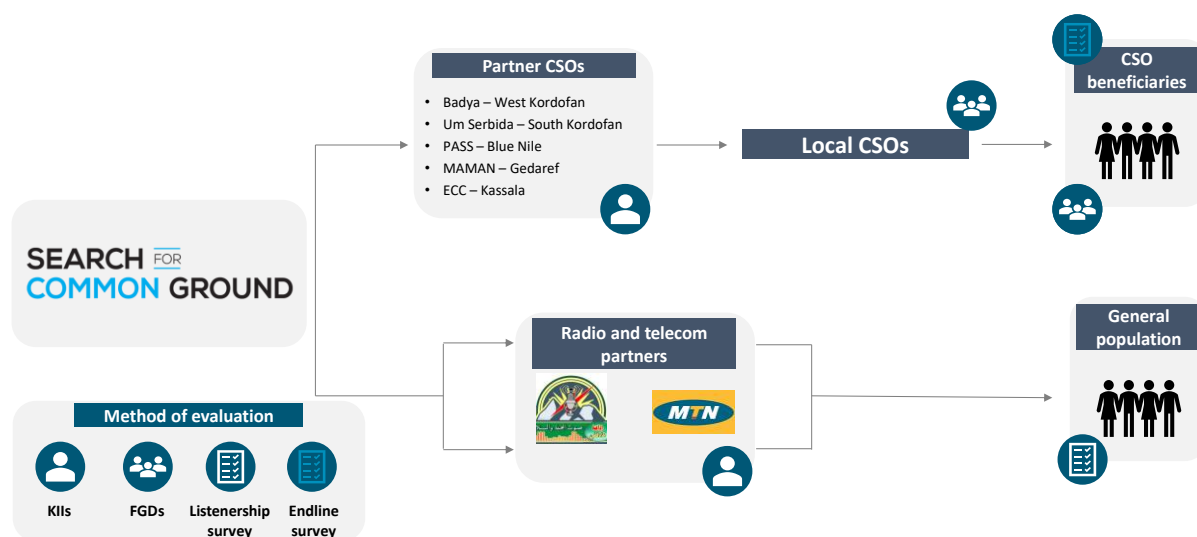 Partner CSOs
• Badya – West Kordofan
• Um Serbida – South Kordofan
• PASS – Blue Nile
• MAMAN – Gedaref
• ECC – Kassala
Local CSOs
CSO
beneficiaries
SEARCH FOR
COMMON GROUND
Radio and telecom
partners
MTN
General
population
Method of evaluation
KIIs
FGDs
Listenership
survey
Endline
survey